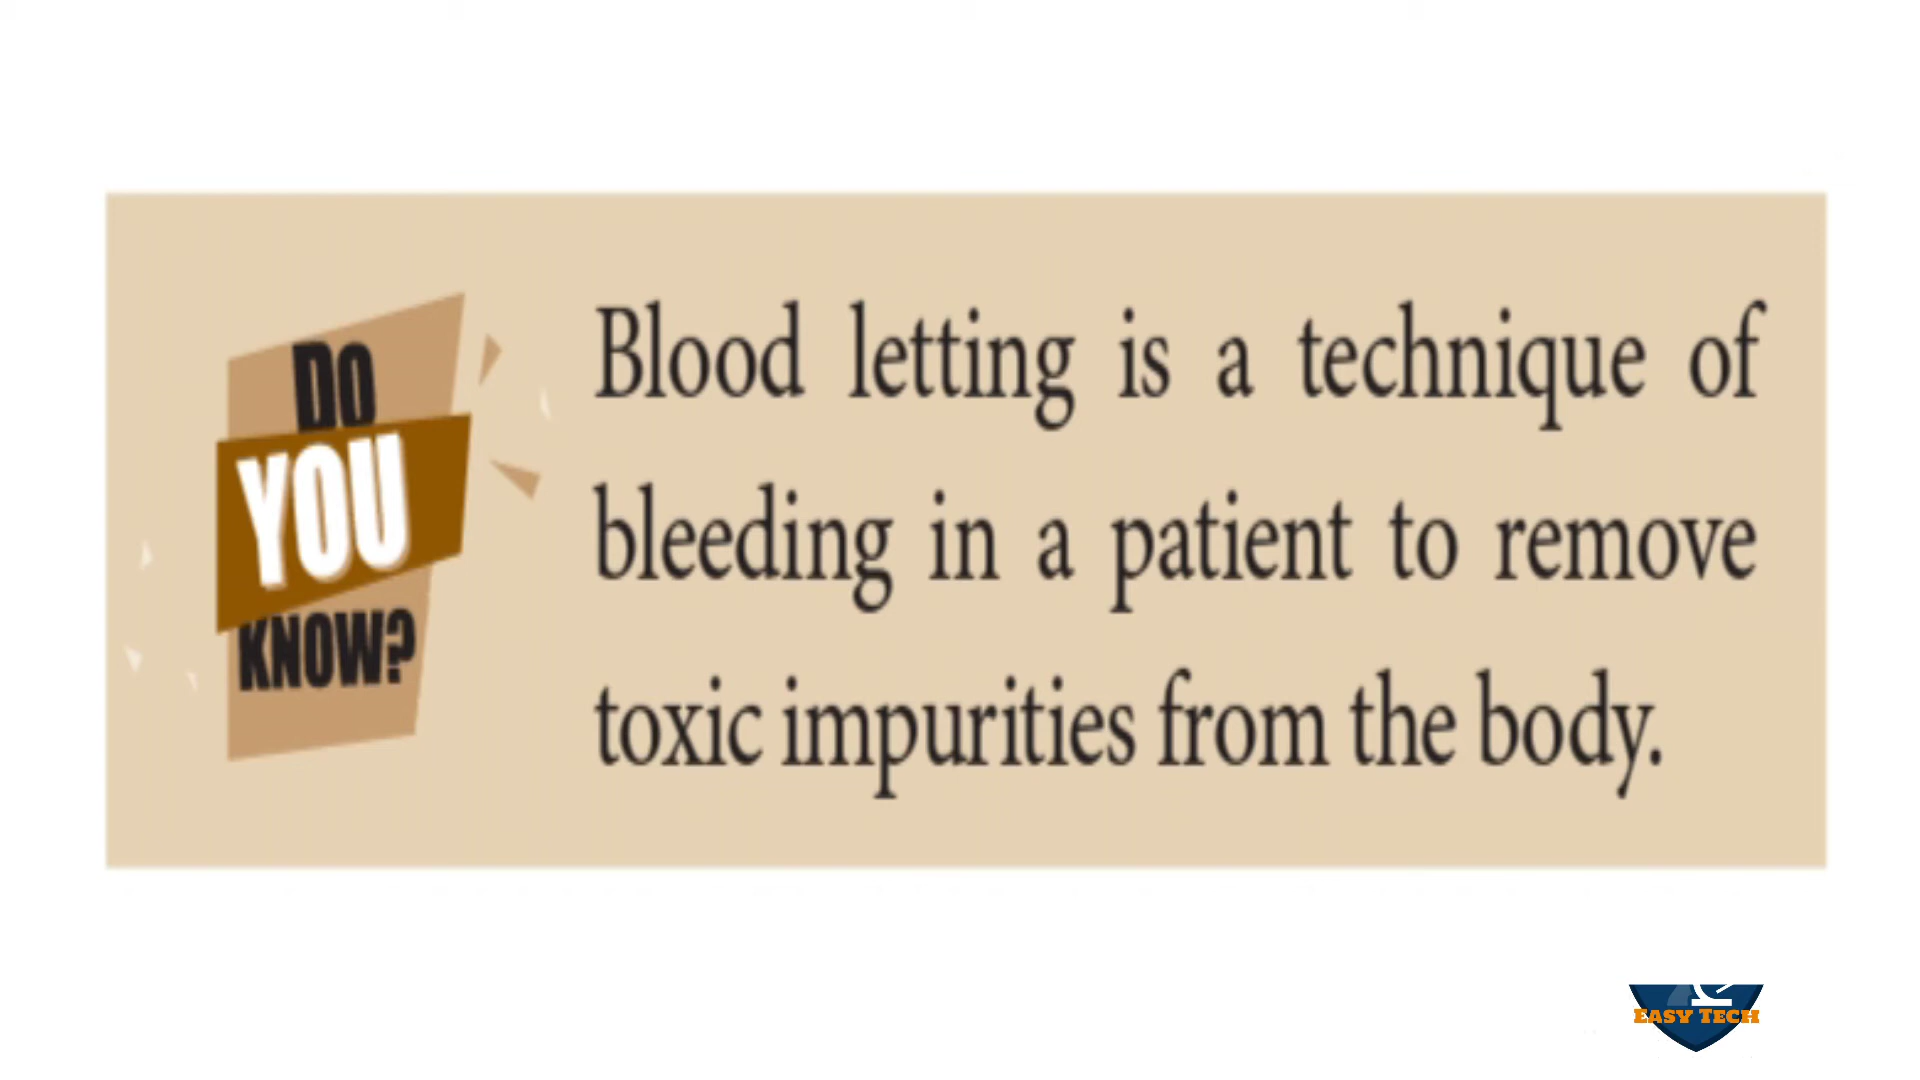 DO
YOU
KNOW?
Blood letting is a technique of
bleeding in a patient to remove
toxic impurities from the body.
EASY TECH